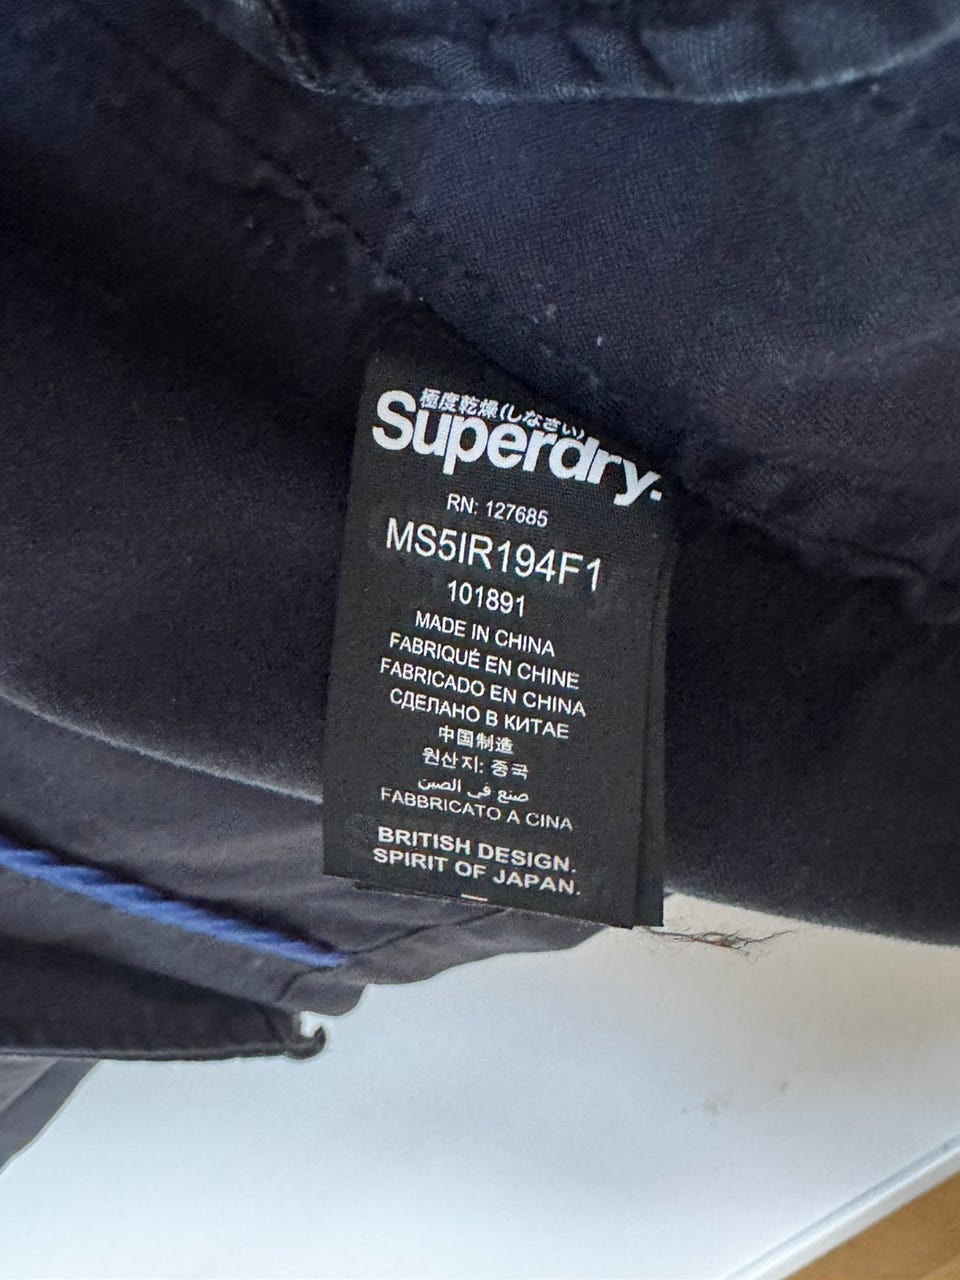 極度乾燥(しなさい)
Superdry.
RN: 127685
MS5IR194F1
101891
MADE IN CHINA
FABRIQUÉ EN CHINE
FABRICADO EN CHINA
СДЕЛАНО В КИТАЕ
中国制造
원산지: 중국
صنع في الصين
FABBRICATO A CINA
BRITISH DESIGN.
SPIRIT OF JAPAN.